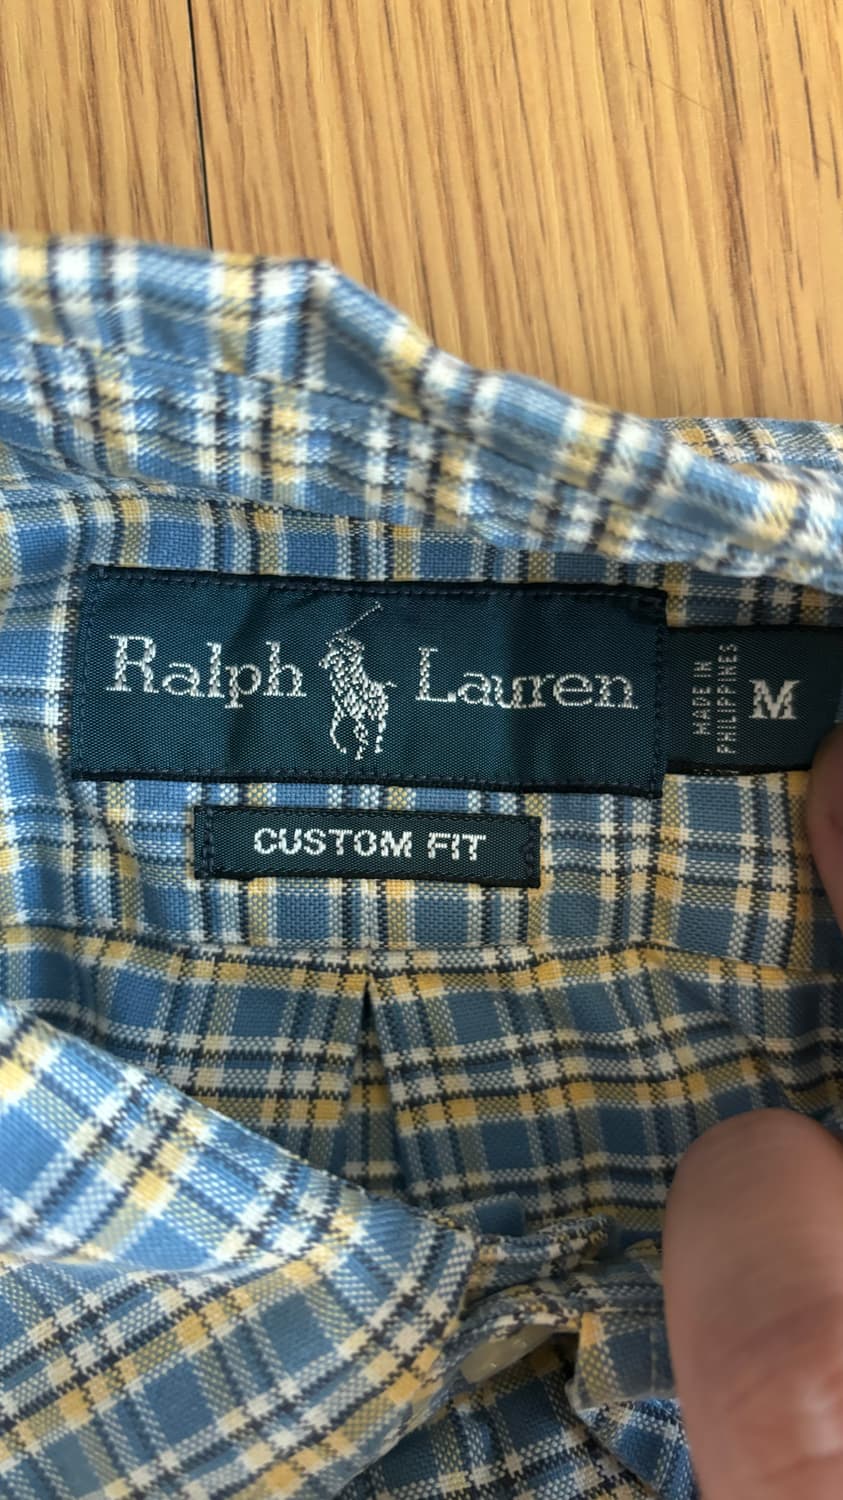 Ralph Lauren
MADE IN
PHILIPPINES
M
CUSTOM FIT